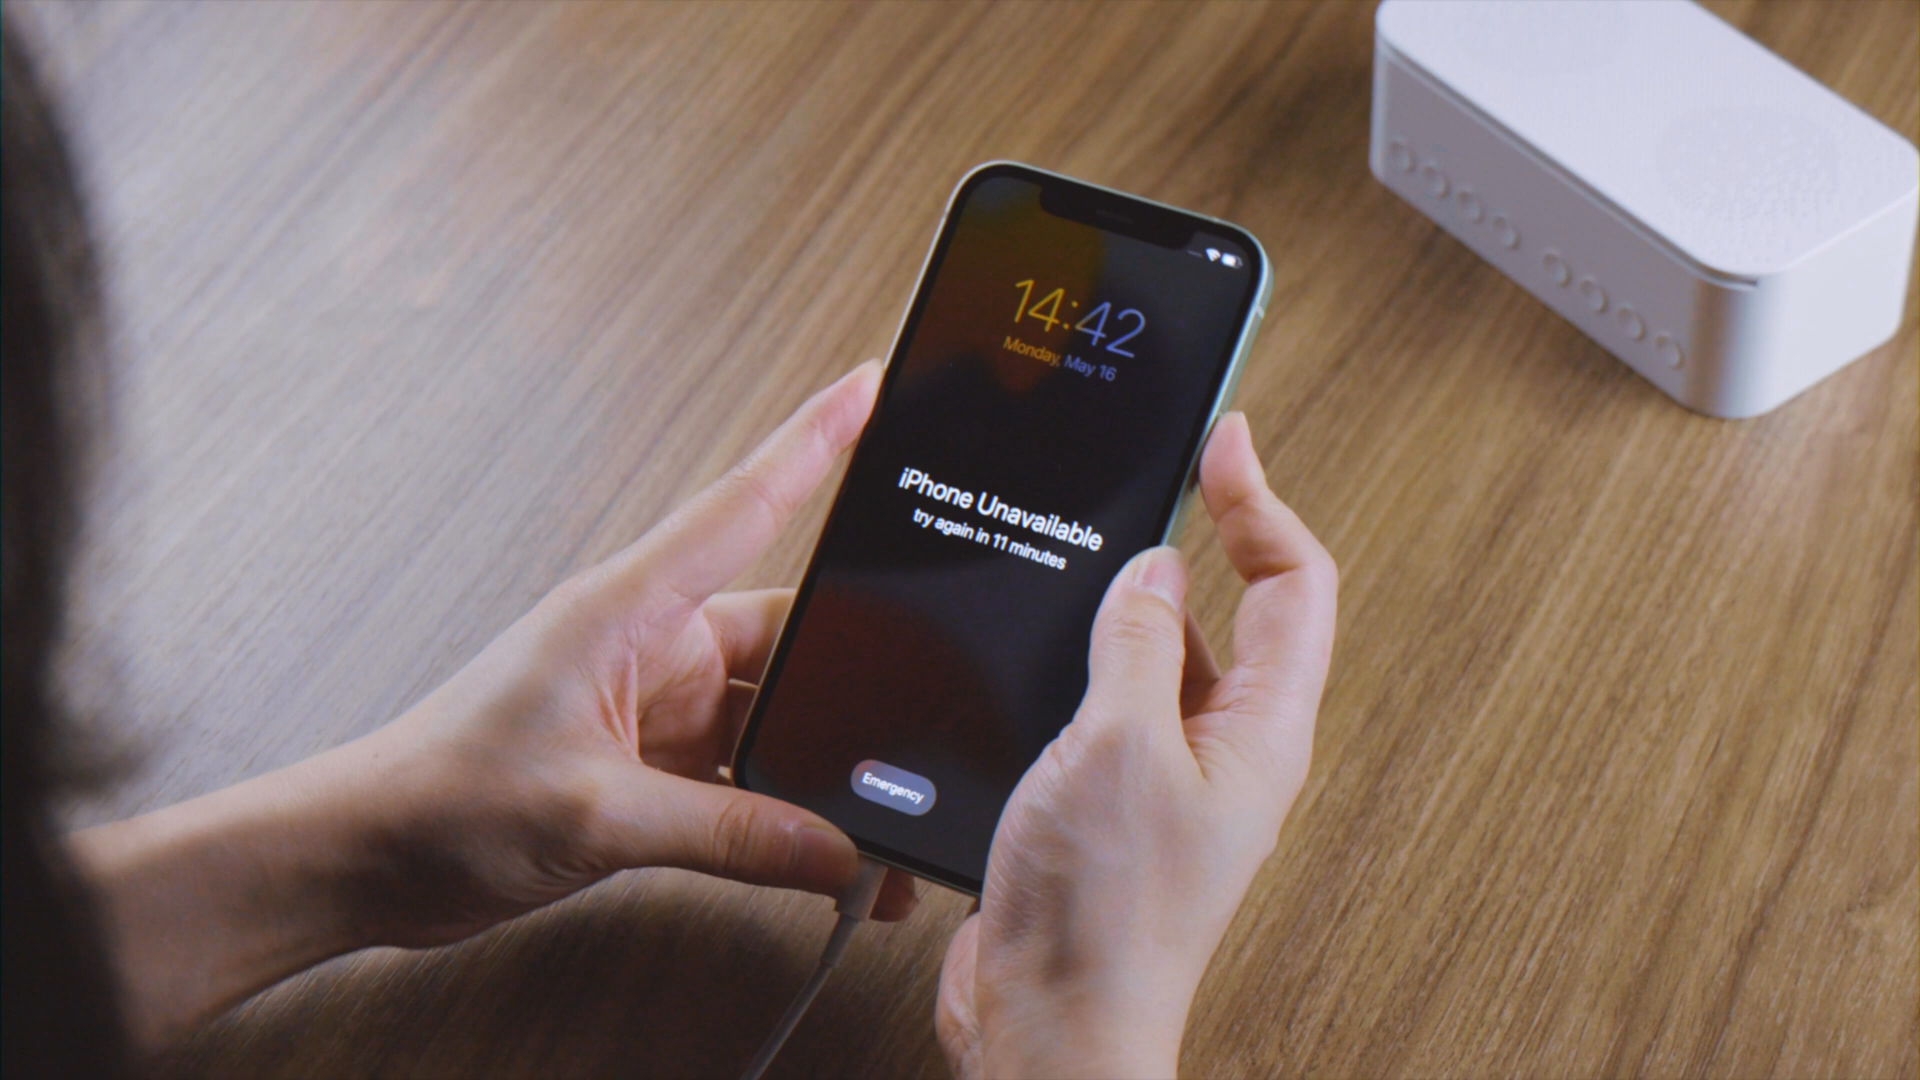 14:42
Monday, May 16
iPhone Unavailable
try again in 11 minutes
Emergency